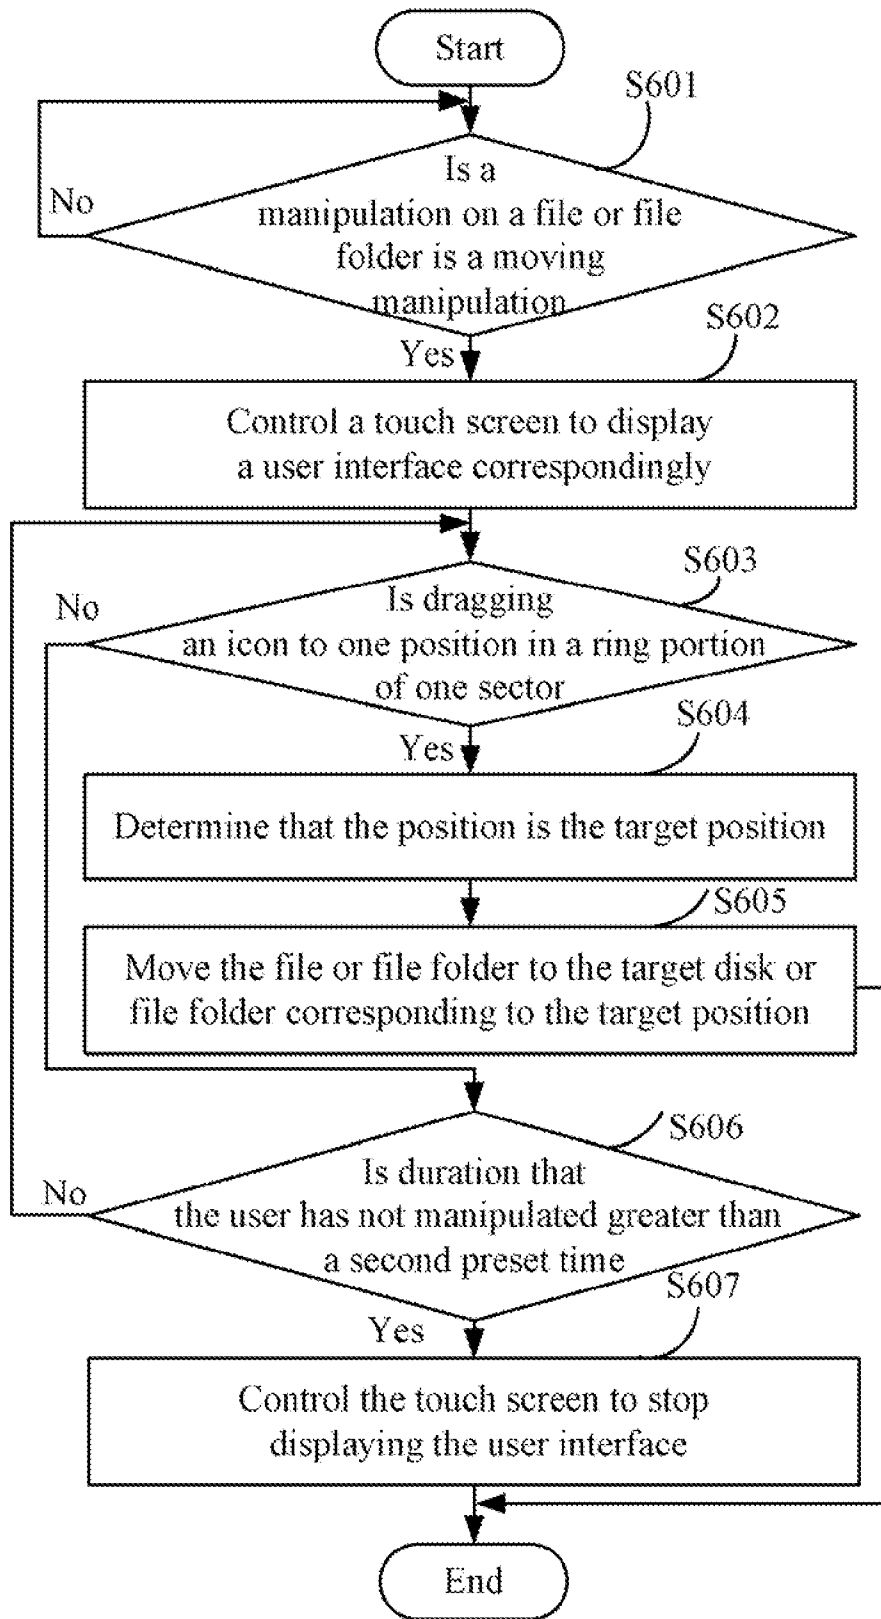 Start
S601
Is a
manipulation on a file or file
folder is a moving
manipulation
No
S602
Yes
Control a touch screen to display
a user interface correspondingly
S603
No
Is dragging
an icon to one position in a ring portion
of one sector
S604
Yes
Determine that the position is the target position
S605
Move the file or file folder to the target disk or
file folder corresponding to the target position
S606
No
Is duration that
the user has not manipulated greater than
a second preset time
S607
Yes
Control the touch screen to stop
displaying the user interface
End